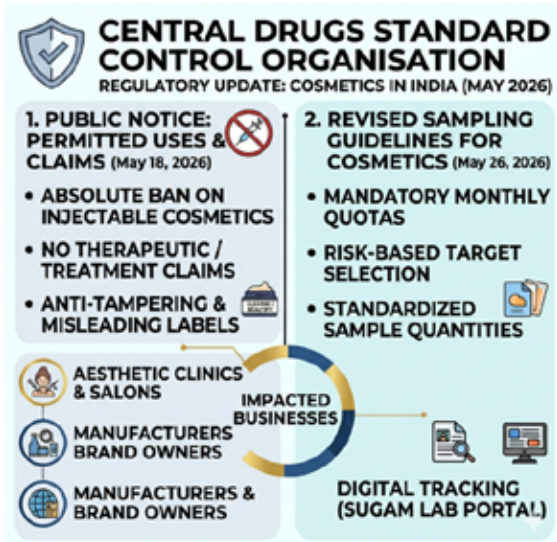 CENTRAL DRUGS STANDARD
CONTROL ORGANISATION
REGULATORY UPDATE: COSMETICS IN INDIA (MAY 2026)
1. PUBLIC NOTICE:
PERMITTED USES &
CLAIMS (May 18, 2026)
• ABSOLUTE BAN ON
INJECTABLE COSMETICS
• NO THERAPEUTIC /
TREATMENT CLAIMS
• ANTI-TAMPERING &
MISLEADING LABELS
2. REVISED SAMPLING
GUIDELINES FOR
COSMETICS (May 26, 2026)
• MANDATORY MONTHLY
QUOTAS
• RISK-BASED TARGET
SELECTION
• STANDARDIZED
SAMPLE QUANTITIES
IMPACTED
BUSINESSES
AESTHETIC CLINICS
& SALONS
MANUFACTURERS
BRAND OWNERS
MANUFACTURERS &
BRAND OWNERS
DIGITAL TRACKING
(SUGAM LAB PORTAL)